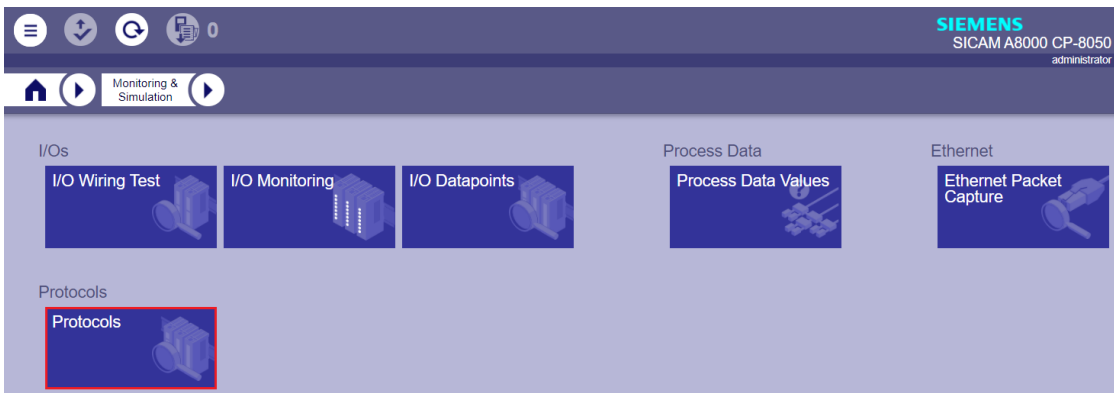 0
SIEMENS
SICAM A8000 CP-8050
administrator
Monitoring &
Simulation
I/Os
Process Data
Ethernet
I/O Wiring Test
I/O Monitoring
I/O Datapoints
Process Data Values
Ethernet Packet
Capture
Protocols
Protocols